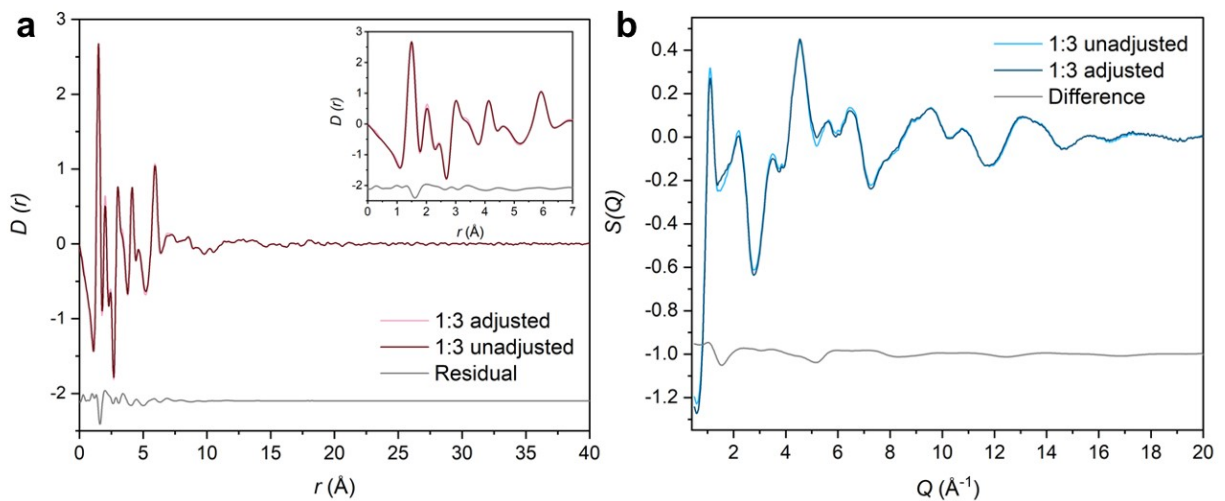 a
3
2
1
0
-1
-2
D (r)
0 5 10 15 20 25 30 35 40
r (Å)
3
2
1
0
-1
-2
D (r)
0 1 2 3 4 5 6 7
r (Å)
1:3 adjusted
1:3 unadjusted
Residual
b
0.4
0.2
0.0
-0.2
-0.4
-0.6
-0.8
-1.0
-1.2
S(Q)
2 4 6 8 10 12 14 16 18 20
Q (Å⁻¹)
1:3 unadjusted
1:3 adjusted
Difference